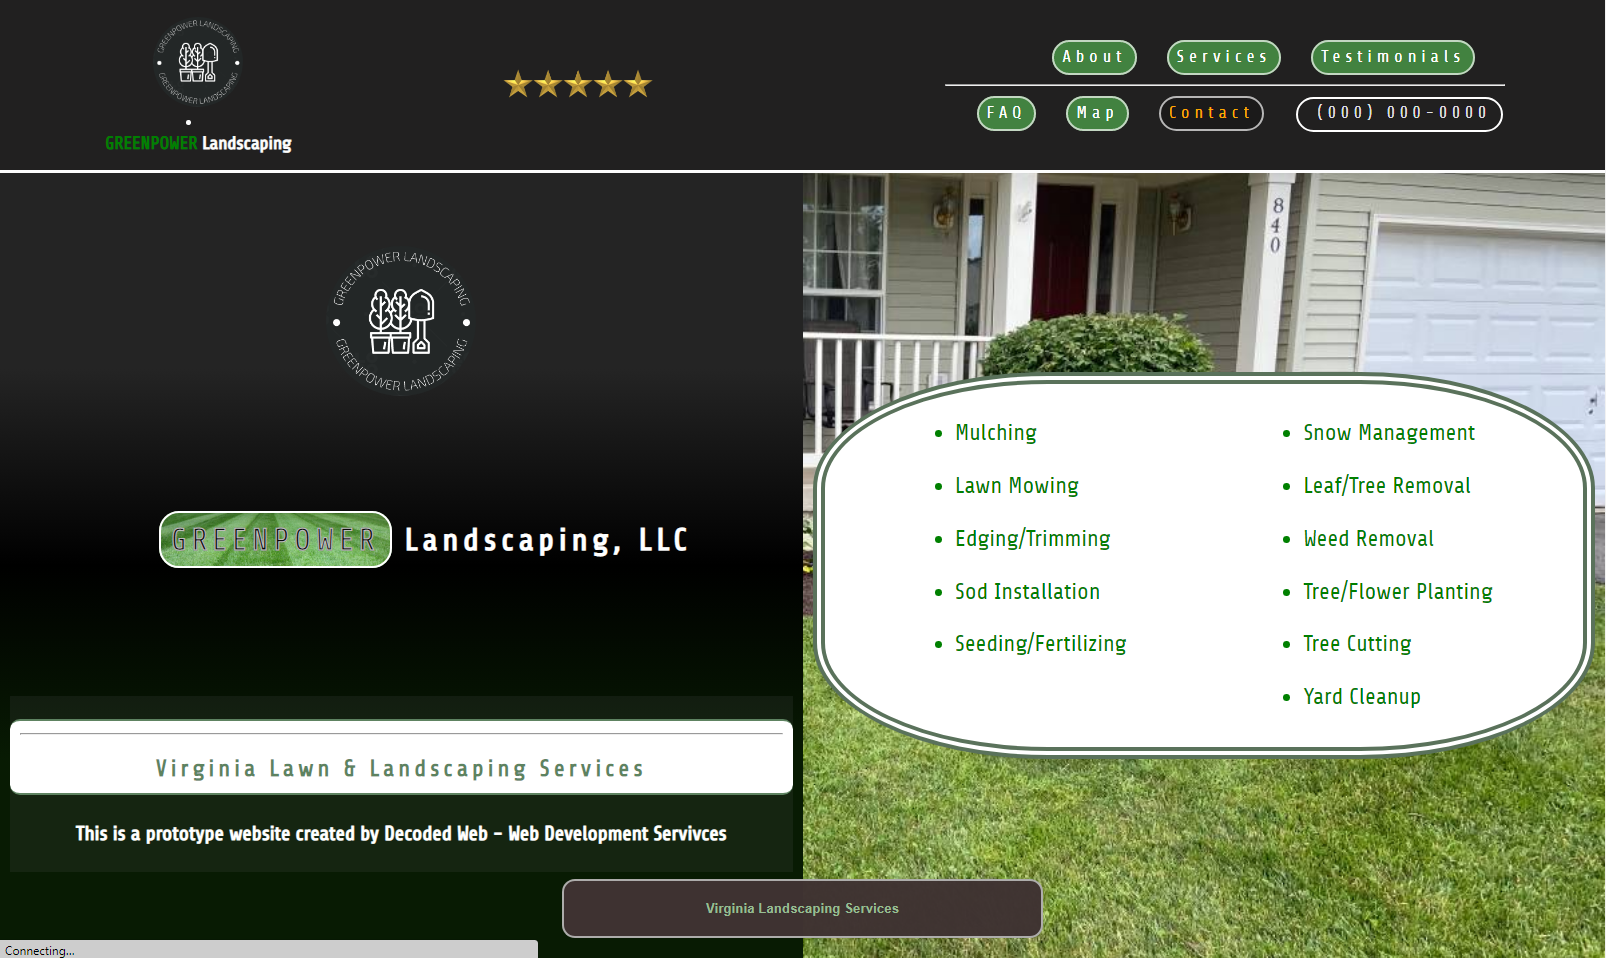 GREENPOWER LANDSCAPING
GREENPOWER LANDSCAPING
GREENPOWER Landscaping
About
Services
Testimonials
FAQ
Map
Contact
(000) 000-0000
GREENPOWER LANDSCAPING
GREENPOWER LANDSCAPING
GREENPOWER Landscaping, LLC
Virginia Lawn & Landscaping Services
This is a prototype website created by Decoded Web - Web Development Servivces
840
Mulching
Lawn Mowing
Edging/Trimming
Sod Installation
Seeding/Fertilizing
Snow Management
Leaf/Tree Removal
Weed Removal
Tree/Flower Planting
Tree Cutting
Yard Cleanup
Virginia Landscaping Services
Connecting...